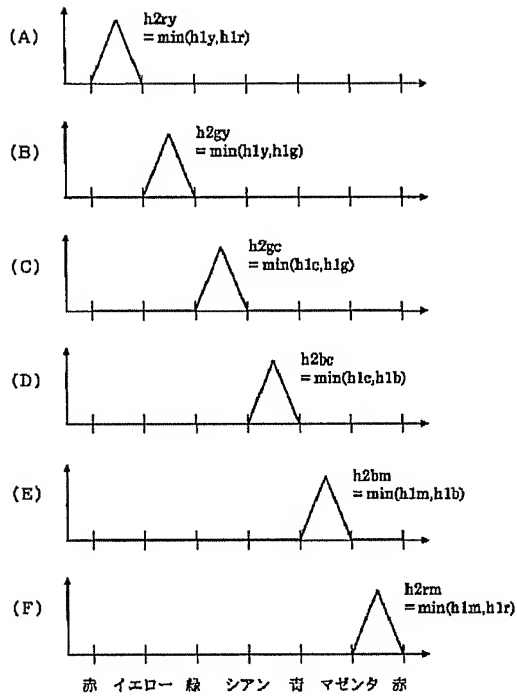 (A)
h2ry
= min(h1y,h1r)
(B)
h2gy
= min(h1y,h1g)
(C)
h2gc
= min(h1c,h1g)
(D)
h2bc
= min(h1c,h1b)
(E)
h2bm
= min(h1m,h1b)
(F)
h2rm
= min(h1m,h1r)
赤 イエロー 緑 シアン 青 マゼンタ 赤